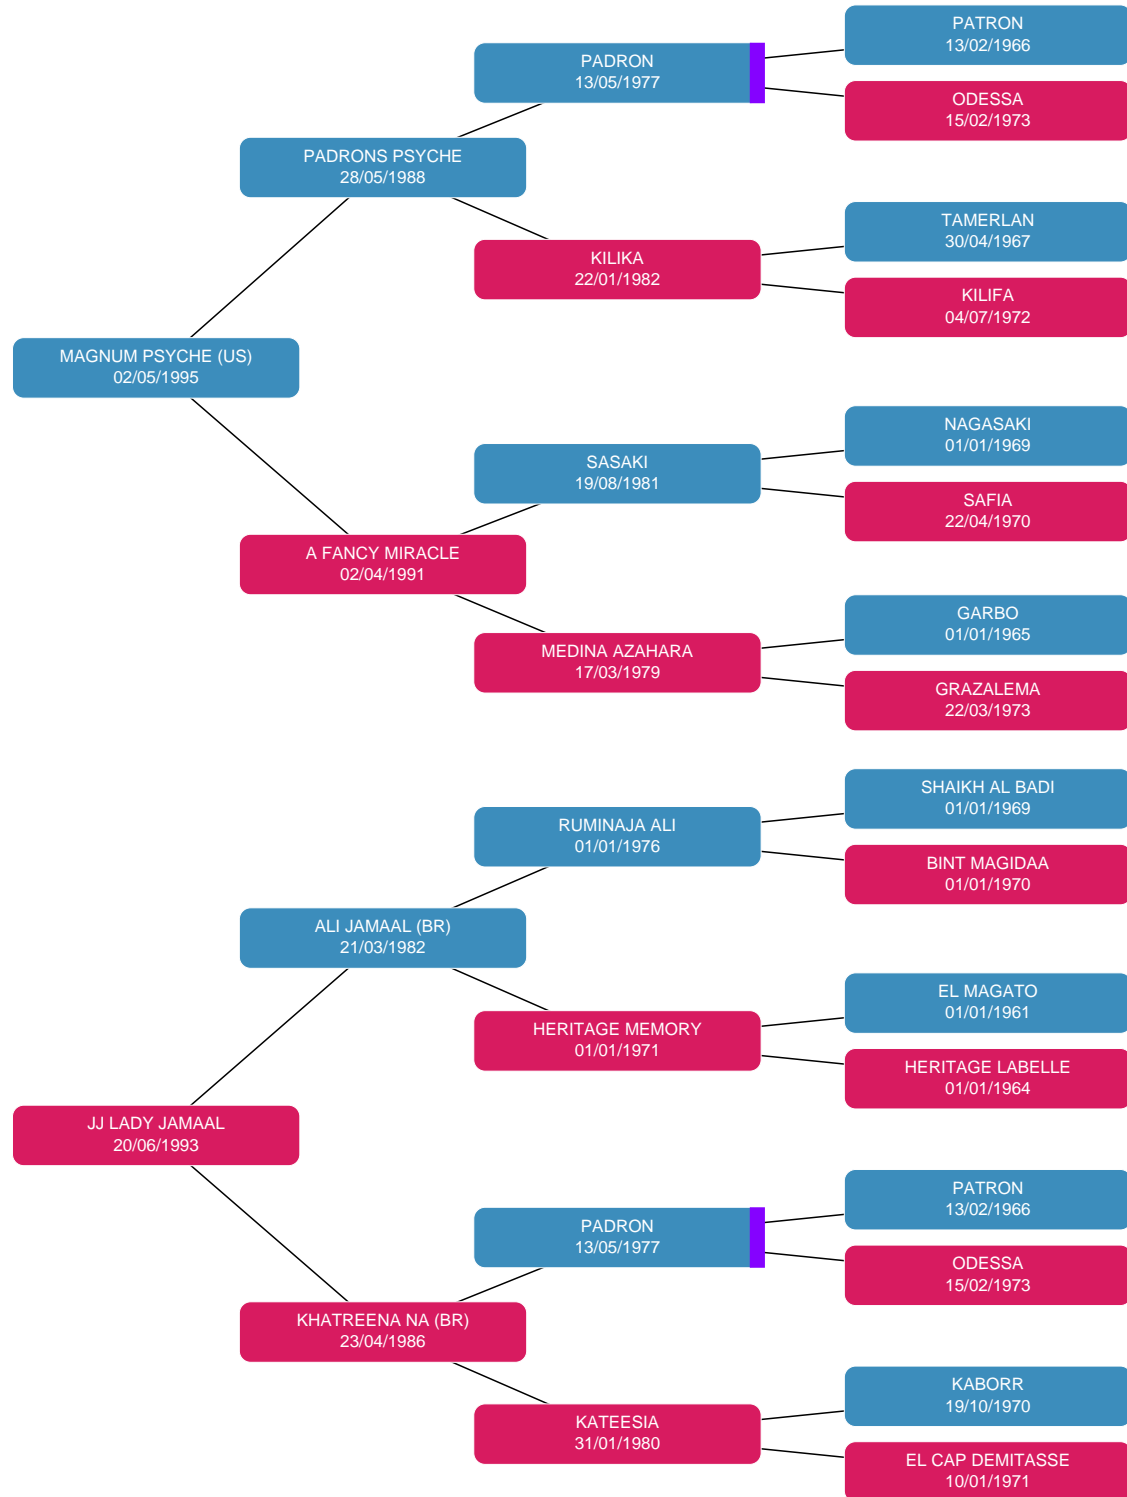 PATRON
13/02/1966
PADRON
13/05/1977
ODESSA
15/02/1973
PADRONS PSYCHE
28/05/1988
TAMERLAN
30/04/1967
KILIKA
22/01/1982
KILIFA
04/07/1972
MAGNUM PSYCHE (US)
02/05/1995
NAGASAKI
01/01/1969
SASAKI
19/08/1981
SAFIA
22/04/1970
A FANCY MIRACLE
02/04/1991
GARBO
01/01/1965
MEDINA AZAHARA
17/03/1979
GRAZALEMA
22/03/1973
SHAIKH AL BADI
01/01/1969
RUMINAJA ALI
01/01/1976
BINT MAGIDAA
01/01/1970
ALI JAMAAL (BR)
21/03/1982
EL MAGATO
01/01/1961
HERITAGE MEMORY
01/01/1971
HERITAGE LABELLE
01/01/1964
JJ LADY JAMAAL
20/06/1993
PATRON
13/02/1966
PADRON
13/05/1977
ODESSA
15/02/1973
KHATREENA NA (BR)
23/04/1986
KABORR
19/10/1970
KATEESIA
31/01/1980
EL CAP DEMITASSE
10/01/1971